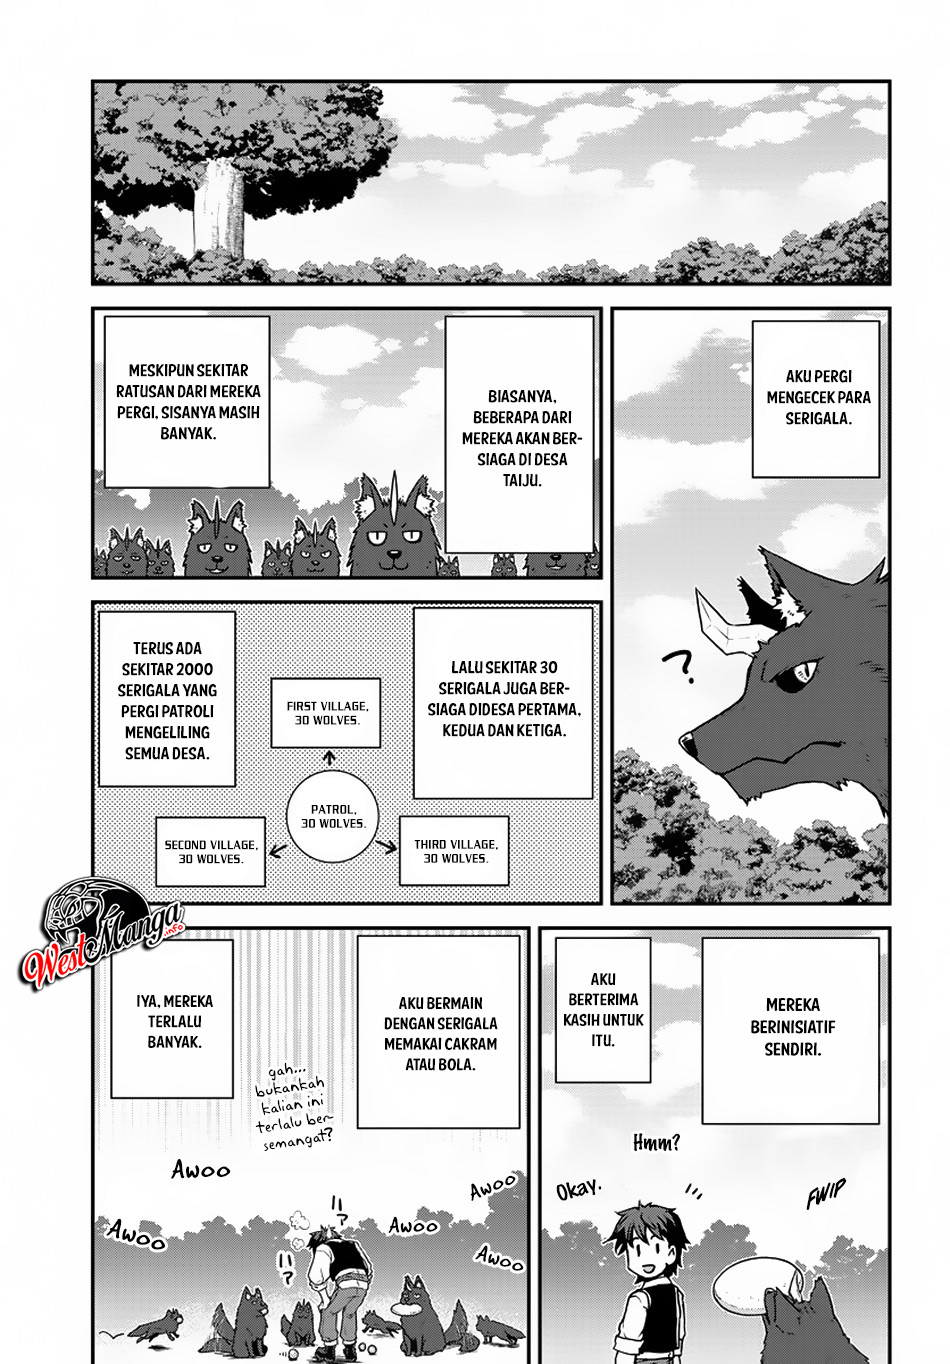 AKU PERGI
MENGECEK PARA
SERIGALA.
BIASANYA,
BEBERAPA DARI
MEREKA AKAN BER-
SIAGA DI DESA
TAIJU.
MESKIPUN SEKITAR
RATUSAN DARI MEREKA
PERGI, SISANYA MASIH
BANYAK.
?
LALU SEKITAR 30
SERIGALA JUGA BER-
SIAGA DIDESA PERTAMA,
KEDUA DAN KETIGA.
TERUS ADA
SEKITAR 2000
SERIGALA YANG
PERGI PATROLI
MENGELILING
SEMUA DESA.
FIRST VILLAGE,
30 WOLVES.
PATROL,
30 WOLVES.
SECOND VILLAGE,
30 WOLVES.
THIRD VILLAGE,
30 WOLVES.
WestManga.info
MEREKA
BERINISIATIF
SENDIRI.
AKU
BERTERIMA
KASIH UNTUK
ITU.
Hmm?
Okay.
FWIP
AKU BERMAIN
DENGAN SERIGALA
MEMAKAI CAKRAM
ATAU BOLA.
IYA, MEREKA
TERLALU
BANYAK.
gah...
bukankah
kalian ini
terlalu ber-
semangat?
Awoo
Awoo
Awoo
Awoo
Awoo
!!
?
!!
?